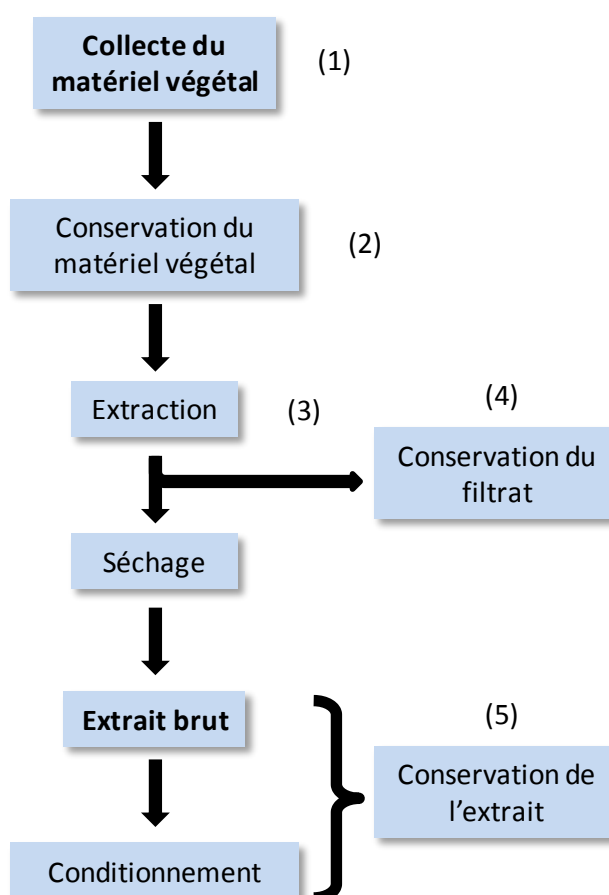 Collecte du
matériel végétal
(1)
Conservation du
matériel végétal
(2)
Extraction
(3)
(4)
Conservation du
filtrat
Séchage
Extrait brut
(5)
Conservation de
l'extrait
Conditionnement